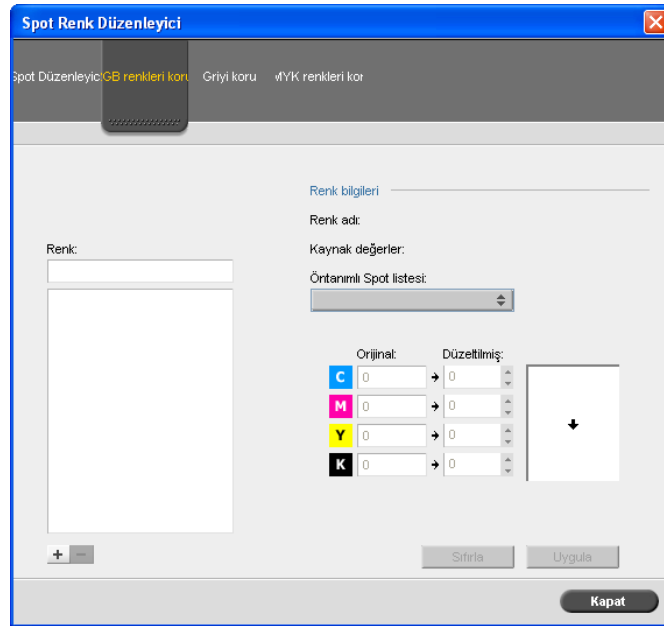 Spot Renk Düzenleyici
Spot Düzenleyic GB renkleri koru Griyi koru MYK renkleri kor
Renk bilgileri
Renk adı:
Renk:
Kaynak değerler:
Öntanımlı Spot listesi:
Orijinal: Düzeltilmiş:
C 0 → 0
M 0 → 0
Y 0 → 0
K 0 → 0
+ −
Sıfırla Uygula
Kapat